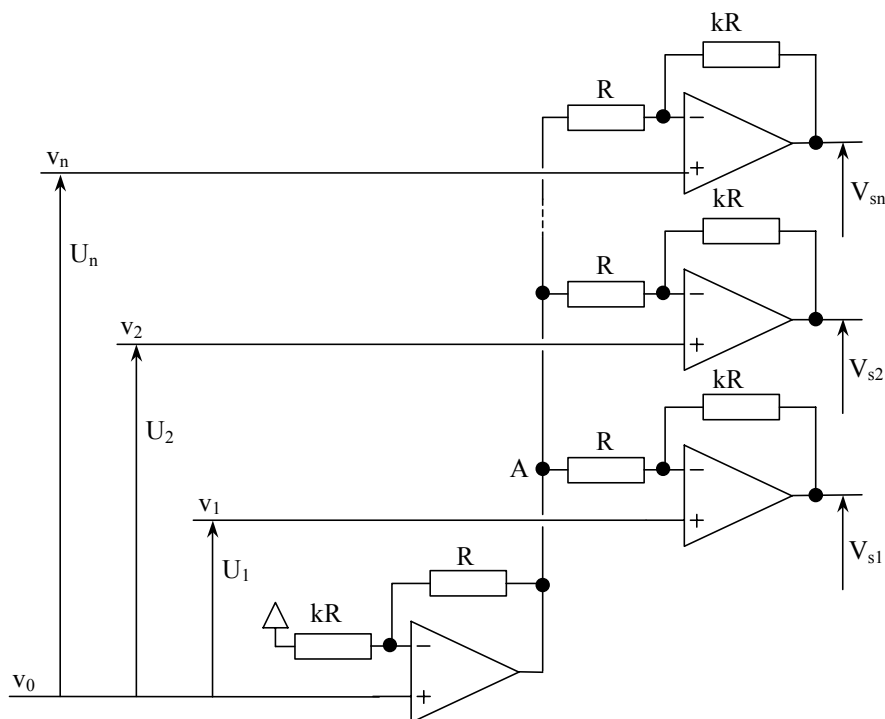 kR
R
−
+
vₙ
Vₛₙ
Uₙ
kR
R
−
v₂
+
Vₛ₂
kR
U₂
R
A
−
v₁
+
Vₛ₁
U₁
R
kR
−
v₀
+